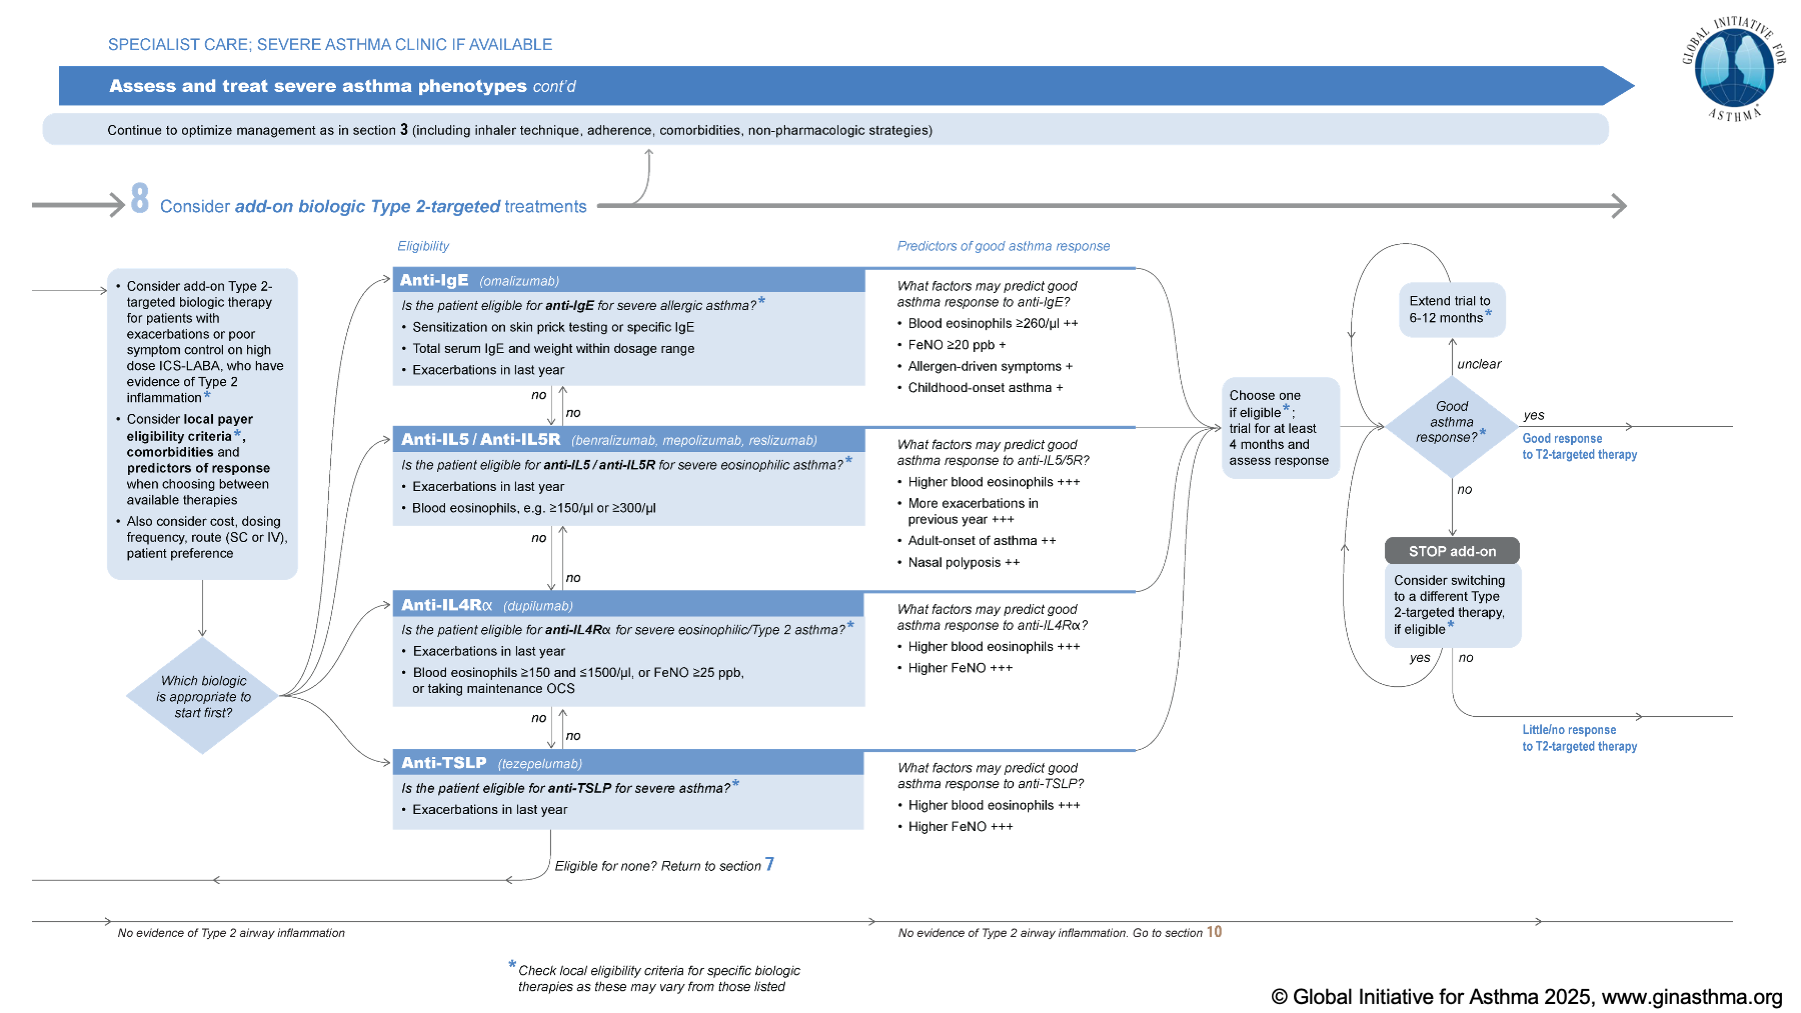 SPECIALIST CARE; SEVERE ASTHMA CLINIC IF AVAILABLE
GLOBAL INITIATIVE FOR ASTHMA
Assess and treat severe asthma phenotypes cont'd
Continue to optimize management as in section 3 (including inhaler technique, adherence, comorbidities, non-pharmacologic strategies)
8 Consider add-on biologic Type 2-targeted treatments
• Consider add-on Type 2-
targeted biologic therapy
for patients with
exacerbations or poor
symptom control on high
dose ICS-LABA, who have
evidence of Type 2
inflammation*
• Consider local payer
eligibility criteria*,
comorbidities and
predictors of response
when choosing between
available therapies
• Also consider cost, dosing
frequency, route (SC or IV),
patient preference
Which biologic
is appropriate to
start first?
Eligibility
Anti-IgE (omalizumab)
Is the patient eligible for anti-IgE for severe allergic asthma?*
• Sensitization on skin prick testing or specific IgE
• Total serum IgE and weight within dosage range
• Exacerbations in last year
no
no
Anti-IL5 / Anti-IL5R (benralizumab, mepolizumab, reslizumab)
Is the patient eligible for anti-IL5 / anti-IL5R for severe eosinophilic asthma?*
• Exacerbations in last year
• Blood eosinophils, e.g. ≥150/µl or ≥300/µl
no
no
Anti-IL4Rα (dupilumab)
Is the patient eligible for anti-IL4Rα for severe eosinophilic/Type 2 asthma?*
• Exacerbations in last year
• Blood eosinophils ≥150 and ≤1500/µl, or FeNO ≥25 ppb,
or taking maintenance OCS
no
no
Anti-TSLP (tezepelumab)
Is the patient eligible for anti-TSLP for severe asthma?*
• Exacerbations in last year
Eligible for none? Return to section 7
Predictors of good asthma response
What factors may predict good
asthma response to anti-IgE?
• Blood eosinophils ≥260/µl ++
• FeNO ≥20 ppb +
• Allergen-driven symptoms +
• Childhood-onset asthma +
What factors may predict good
asthma response to anti-IL5/5R?
• Higher blood eosinophils +++
• More exacerbations in
previous year +++
• Adult-onset of asthma ++
• Nasal polyposis ++
What factors may predict good
asthma response to anti-IL4Rα?
• Higher blood eosinophils +++
• Higher FeNO +++
What factors may predict good
asthma response to anti-TSLP?
• Higher blood eosinophils +++
• Higher FeNO +++
Choose one
if eligible*;
trial for at least
4 months and
assess response
Extend trial to
6-12 months*
unclear
Good
asthma
response?*
yes
Good response
to T2-targeted therapy
no
STOP add-on
Consider switching
to a different Type
2-targeted therapy,
if eligible*
yes no
Little/no response
to T2-targeted therapy
No evidence of Type 2 airway inflammation
No evidence of Type 2 airway inflammation. Go to section 10
* Check local eligibility criteria for specific biologic
therapies as these may vary from those listed
© Global Initiative for Asthma 2025, www.ginasthma.org